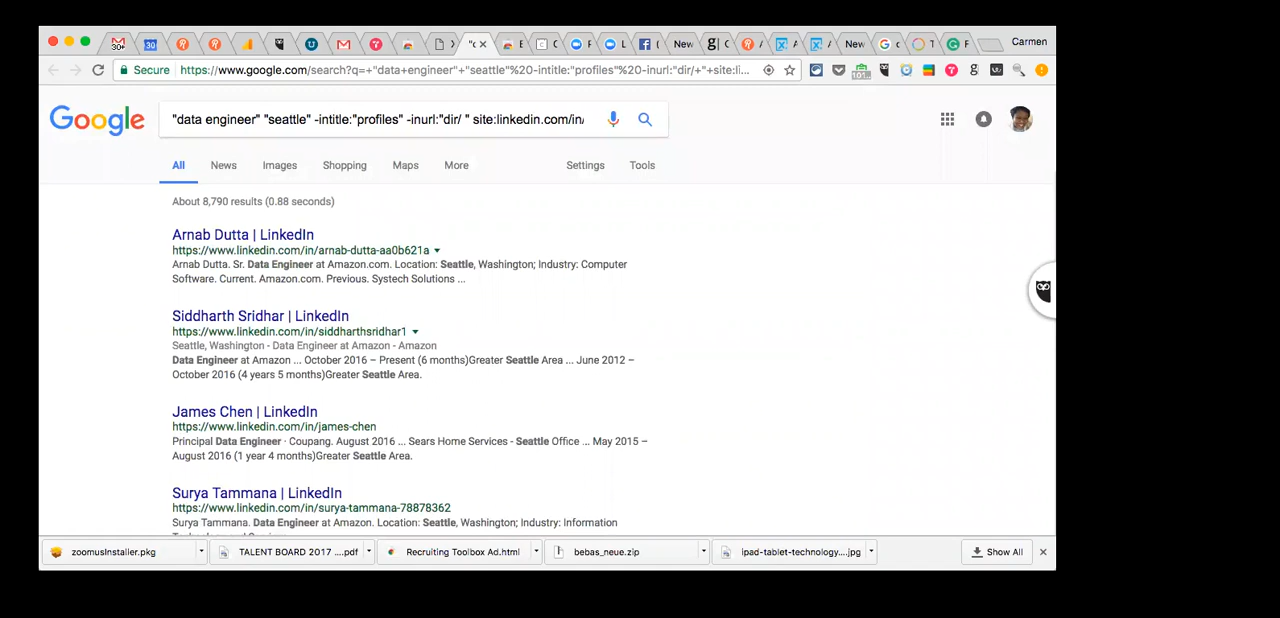 30+
30
"c
E
C
F
L
New
g|
New
T
F
Carmen
Secure https://www.google.com/search?q=+"data+engineer"+"seattle"%20-intitle:"profiles"%20-inurl:"dir/+"+site:li...
101...
Google "data engineer" "seattle" -intitle:"profiles" -inurl:"dir/ " site:linkedin.com/in/
All News Images Shopping Maps More Settings Tools
About 8,790 results (0.88 seconds)
Arnab Dutta | LinkedIn
https://www.linkedin.com/in/arnab-dutta-aa0b621a
Arnab Dutta. Sr. Data Engineer at Amazon.com. Location: Seattle, Washington; Industry: Computer
Software. Current. Amazon.com. Previous. Systech Solutions ...
Siddharth Sridhar | LinkedIn
https://www.linkedin.com/in/siddharthsridhar1
Seattle, Washington - Data Engineer at Amazon - Amazon
Data Engineer at Amazon ... October 2016 – Present (6 months)Greater Seattle Area ... June 2012 –
October 2016 (4 years 5 months)Greater Seattle Area.
James Chen | LinkedIn
https://www.linkedin.com/in/james-chen
Principal Data Engineer · Coupang. August 2016 ... Sears Home Services - Seattle Office ... May 2015 –
August 2016 (1 year 4 months)Greater Seattle Area.
Surya Tammana | LinkedIn
https://www.linkedin.com/in/surya-tammana-78878362
Surya Tammana. Data Engineer at Amazon. Location: Seattle, Washington; Industry: Information
zoomusInstaller.pkg TALENT BOARD 2017 ....pdf Recruiting Toolbox Ad.html bebas_neue.zip ipad-tablet-technology....jpg Show All